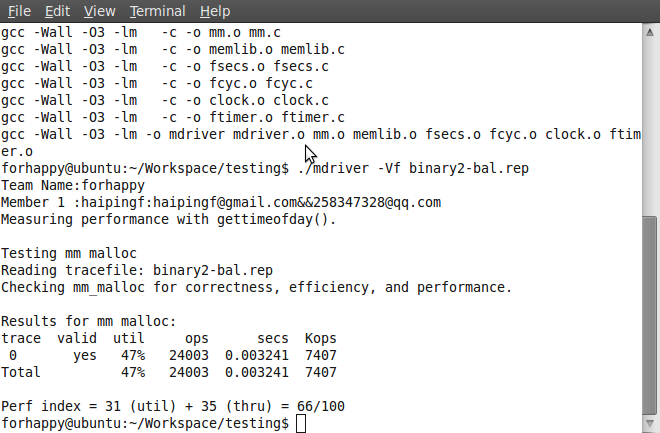 File Edit View Terminal Help
gcc -Wall -O3 -lm   -c -o mm.o mm.c
gcc -Wall -O3 -lm   -c -o memlib.o memlib.c
gcc -Wall -O3 -lm   -c -o fsecs.o fsecs.c
gcc -Wall -O3 -lm   -c -o fcyc.o fcyc.c
gcc -Wall -O3 -lm   -c -o clock.o clock.c
gcc -Wall -O3 -lm   -c -o ftimer.o ftimer.c
gcc -Wall -O3 -lm -o mdriver mdriver.o mm.o memlib.o fsecs.o fcyc.o clock.o ftim
er.o
forhappy@ubuntu:~/Workspace/testing$ ./mdriver -Vf binary2-bal.rep
Team Name:forhappy
Member 1 :haipingf:haipingf@gmail.com&&258347328@qq.com
Measuring performance with gettimeofday().

Testing mm malloc
Reading tracefile: binary2-bal.rep
Checking mm_malloc for correctness, efficiency, and performance.

Results for mm malloc:
trace  valid  util     ops      secs  Kops
 0       yes   47%   24003  0.003241  7407
Total          47%   24003  0.003241  7407

Perf index = 31 (util) + 35 (thru) = 66/100
forhappy@ubuntu:~/Workspace/testing$